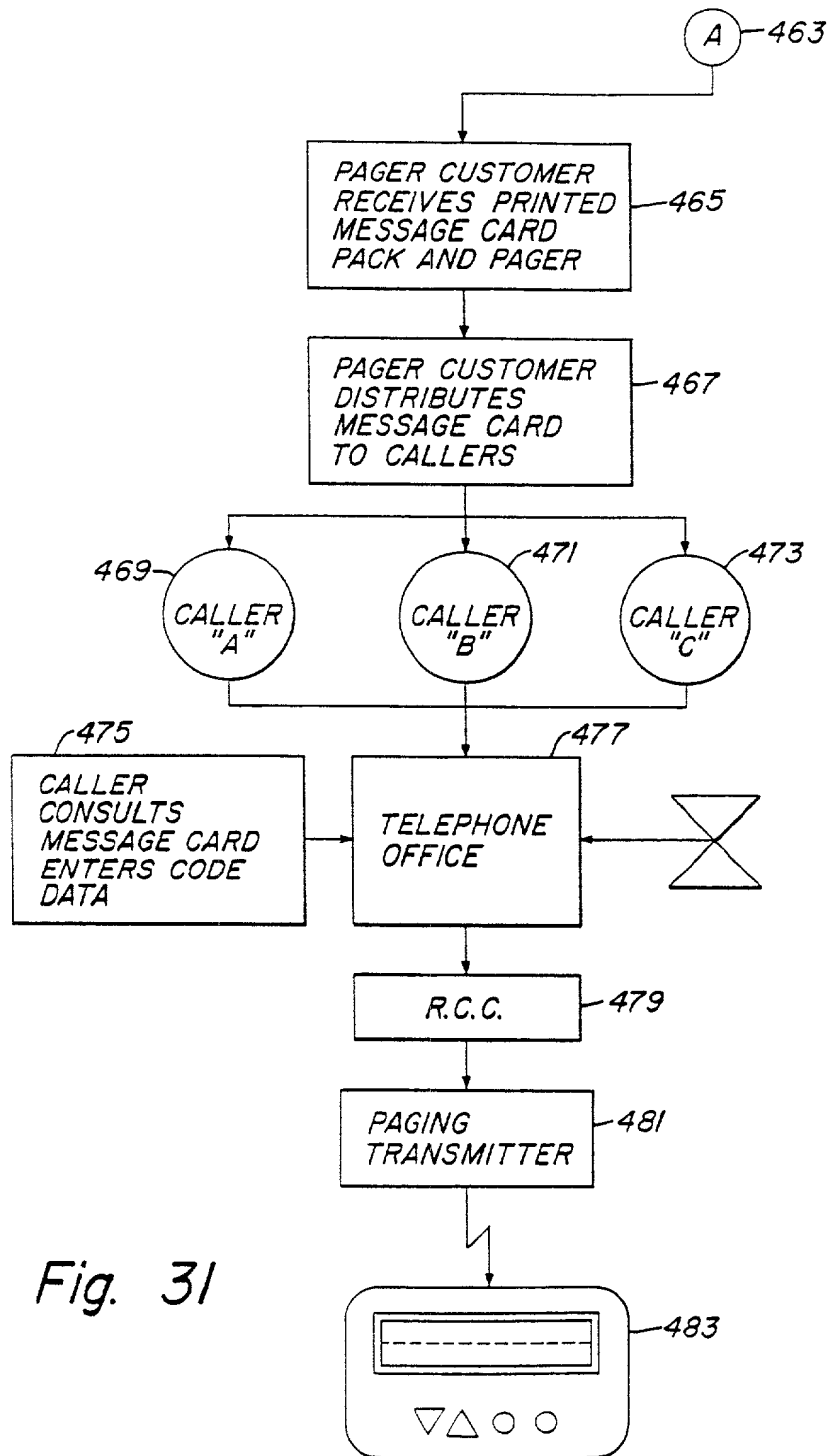 A
463
PAGER CUSTOMER
RECEIVES PRINTED
MESSAGE CARD
PACK AND PAGER
465
PAGER CUSTOMER
DISTRIBUTES
MESSAGE CARD
TO CALLERS
467
469
CALLER
"A"
471
CALLER
"B"
473
CALLER
"C"
475
CALLER
CONSULTS
MESSAGE CARD
ENTERS CODE
DATA
477
TELEPHONE
OFFICE
R.C.C.
479
PAGING
TRANSMITTER
481
Fig. 31
483